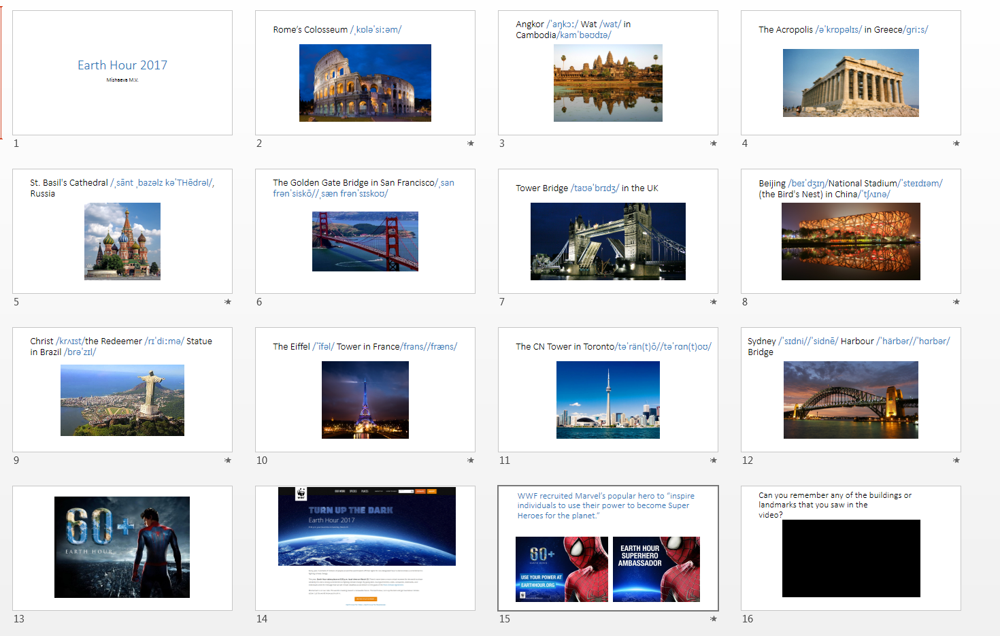 Earth Hour 2017
Mishaeva M.V.
1
Rome's Colosseum /ˌkɒləˈsiːəm/
2
Angkor /ˈaŋkɔː/ Wat /wat/ in
Cambodia/kamˈbəʊdɪə/
3
The Acropolis /əˈkrɒpəlɪs/ in Greece/ɡriːs/
4
St. Basil's Cathedral /ˌsānt ˌbazəlz kəˈTHēdrəl/,
Russia
5
The Golden Gate Bridge in San Francisco/ˌsan
frənˈsiskō//ˌsæn frənˈsɪskoʊ/
6
Tower Bridge /taʊəˈbrɪdʒ/ in the UK
7
Beijing /beɪˈdʒɪŋ/National Stadium/ˈsteɪdɪəm/
(the Bird's Nest) in China/ˈtʃʌɪnə/
8
Christ /krʌɪst/the Redeemer /rɪˈdiːmə/ Statue
in Brazil /brəˈzɪl/
9
The Eiffel /ˈīfəl/ Tower in France/frans//fræns/
10
The CN Tower in Toronto/təˈrän(t)ō//təˈrɑn(t)oʊ/
11
Sydney /ˈsɪdni//ˈsidnē/ Harbour /ˈhärbər//ˈhɑrbər/
Bridge
12
60+
EARTH HOUR
13
WWF
TURN UP THE DARK
Earth Hour 2017
14
WWF recruited Marvel's popular hero to “inspire
individuals to use their power to become Super
Heroes for the planet.”
60+
EARTH HOUR
USE YOUR POWER AT
EARTHHOUR.ORG
EARTH HOUR
SUPERHERO
AMBASSADOR
15
Can you remember any of the buildings or
landmarks that you saw in the
video?
16